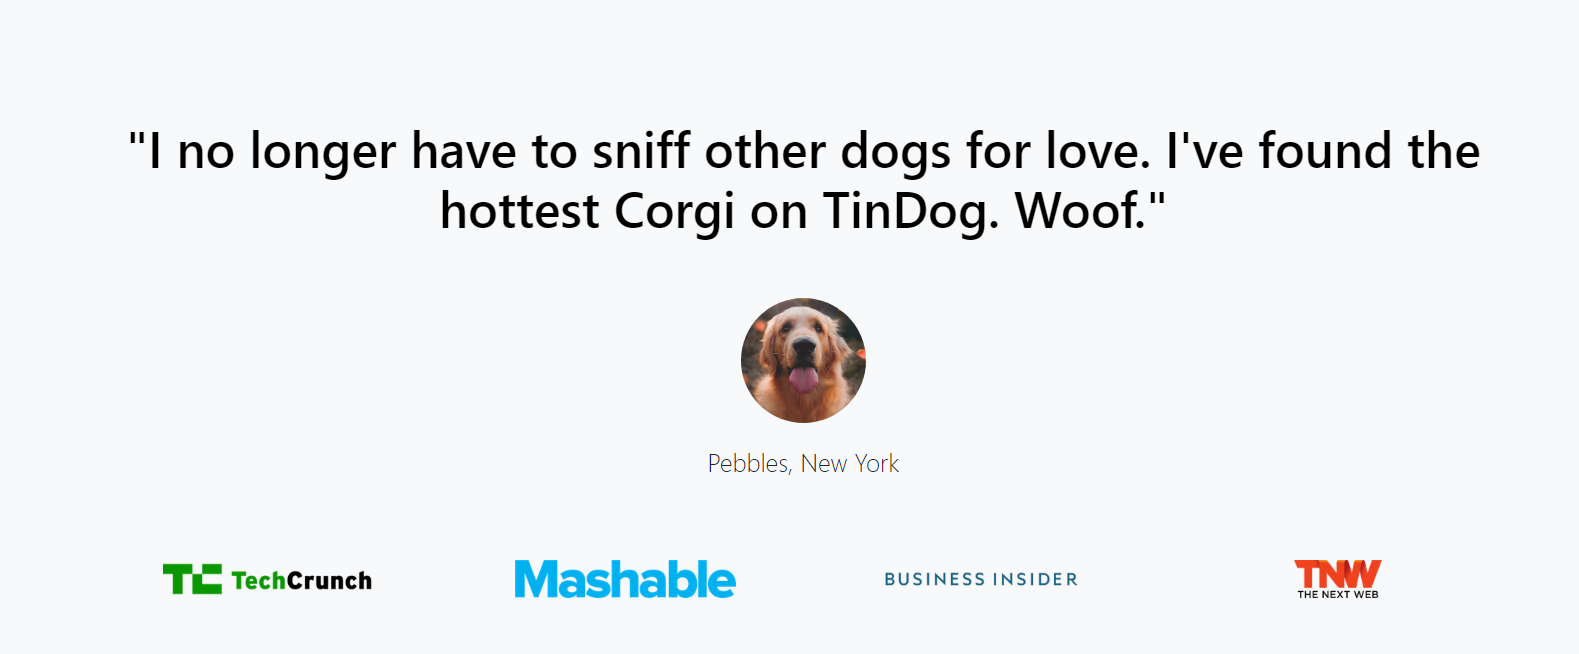 "I no longer have to sniff other dogs for love. I've found the
hottest Corgi on TinDog. Woof."
Pebbles, New York
TC TechCrunch
Mashable
BUSINESS INSIDER
TNW
THE NEXT WEB